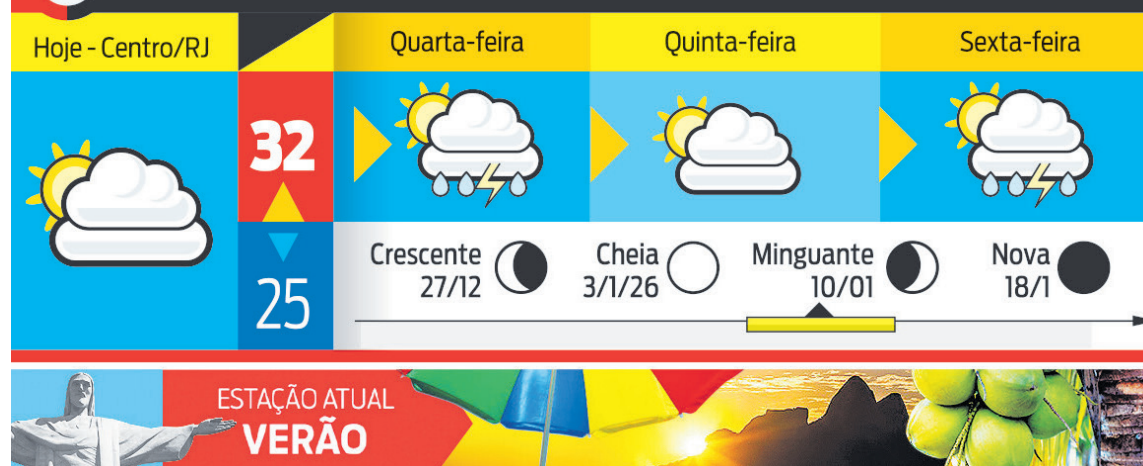 Hoje - Centro/RJ
32
25
Quarta-feira
Quinta-feira
Sexta-feira
Crescente
27/12
Cheia
3/1/26
Minguante
10/01
Nova
18/1
ESTAÇÃO ATUAL
VERÃO